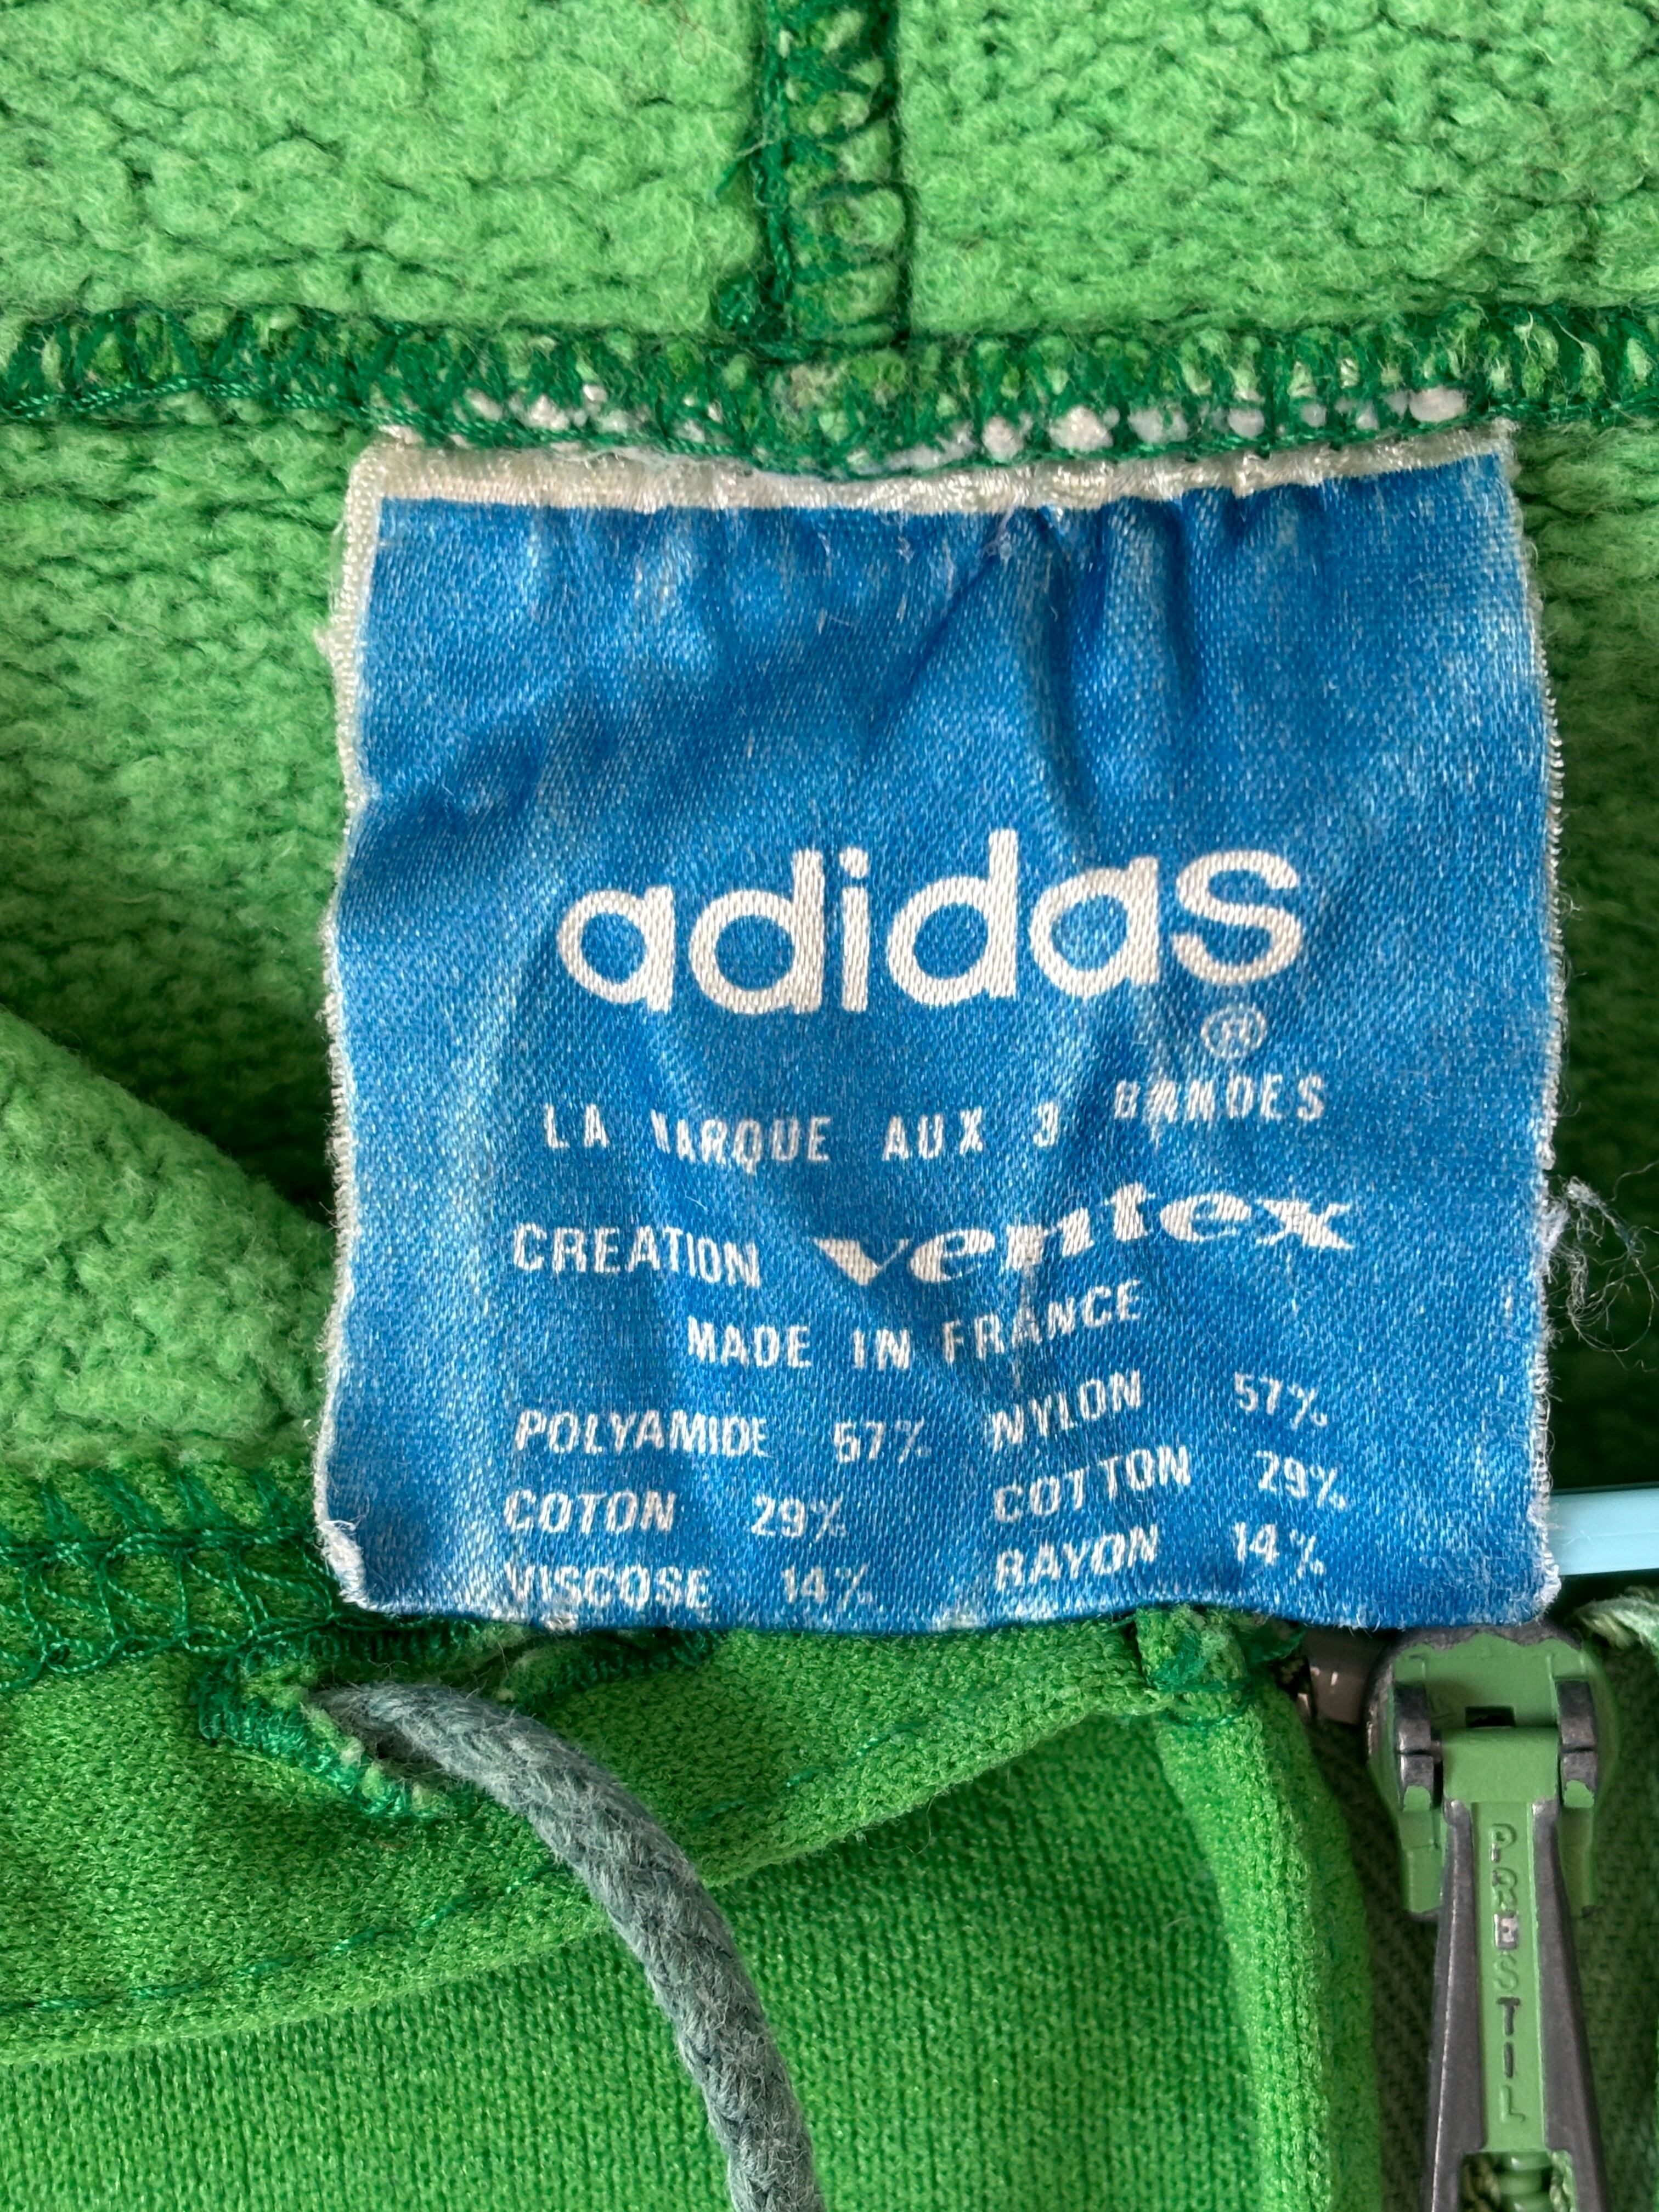 adidas
®
LA MARQUE AUX 3 BANDES
CREATION ventex
MADE IN FRANCE
POLYAMIDE 57% NYLON 57%
COTON 29% COTTON 29%
VISCOSE 14% RAYON 14%
PRESTIL